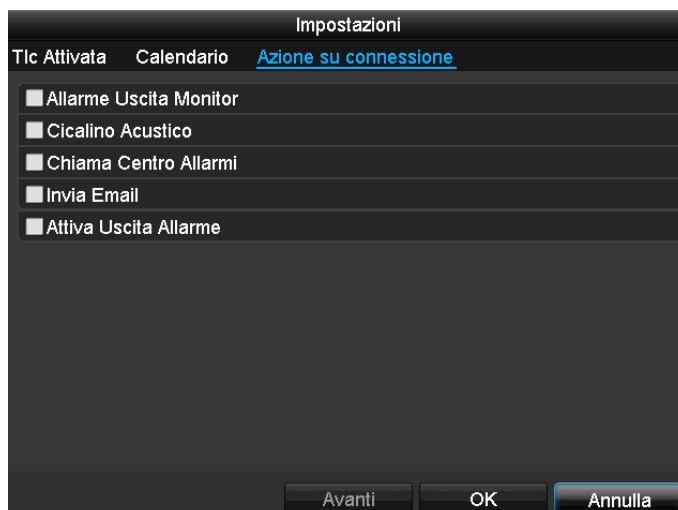 Impostazioni
Tlc Attivata Calendario Azione su connessione
Allarme Uscita Monitor
Cicalino Acustico
Chiama Centro Allarmi
Invia Email
Attiva Uscita Allarme
Avanti OK Annulla